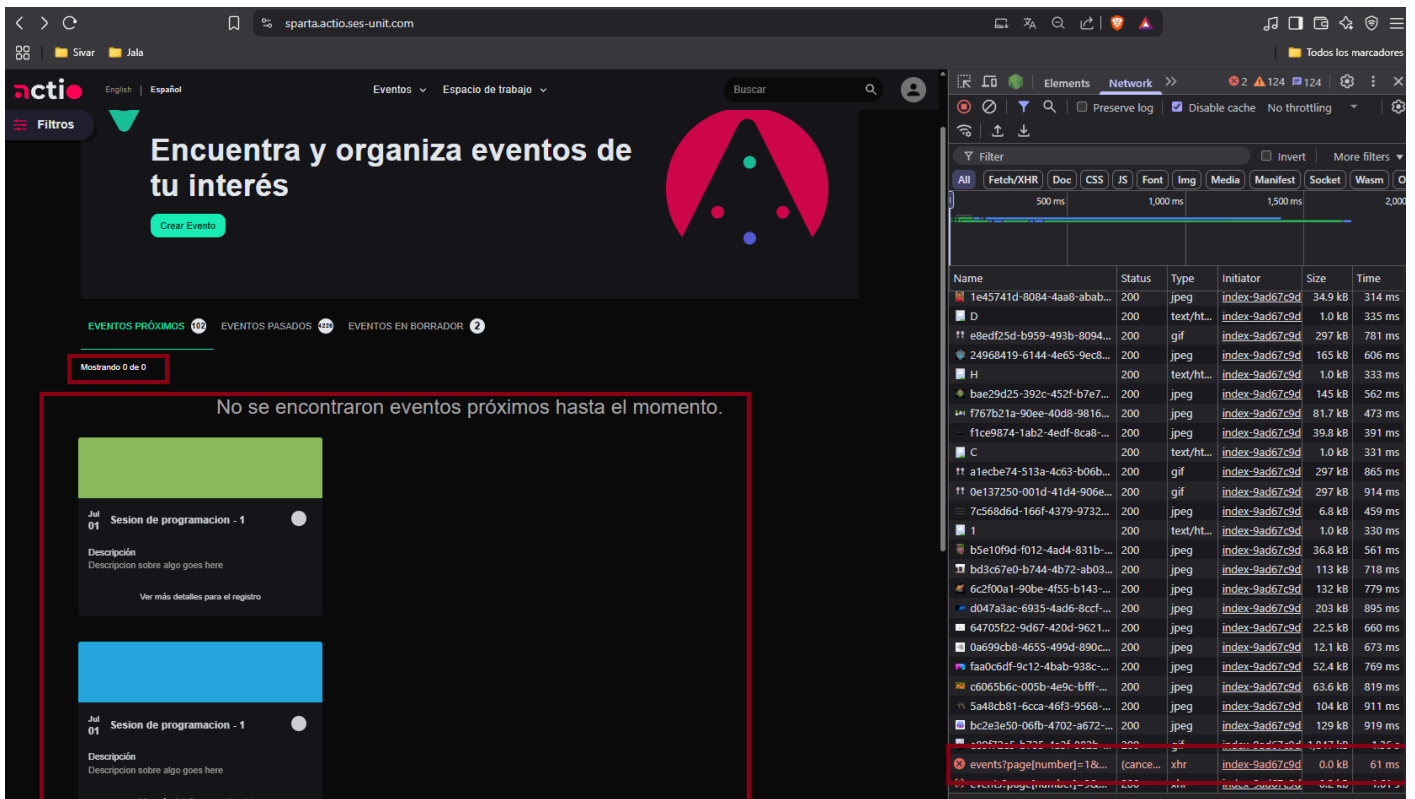 sparta.actio.ses-unit.com
Sivar
Jala
Todos los marcadores
actio
English | Español
Eventos
Espacio de trabajo
Buscar
Filtros
Encuentra y organiza eventos de
tu interés
Crear Evento
EVENTOS PRÓXIMOS 102
EVENTOS PASADOS 4226
EVENTOS EN BORRADOR 2
Mostrando 0 de 0
No se encontraron eventos próximos hasta el momento.
Jul
01
Sesion de programacion - 1
Descripción
Descripcion sobre algo goes here
Ver más detalles para el registro
Jul
01
Sesion de programacion - 1
Descripción
Descripcion sobre algo goes here
Elements Network 2 124 124
Preserve log Disable cache No throttling
Filter Invert More filters
All Fetch/XHR Doc CSS JS Font Img Media Manifest Socket Wasm
500 ms 1,000 ms 1,500 ms 2,000
Name Status Type Initiator Size Time
1e45741d-8084-4aa8-abab... 200 jpeg index-9ad67c9d 34.9 kB 314 ms
D 200 text/ht... index-9ad67c9d 1.0 kB 335 ms
e8edf25d-b959-493b-8094... 200 gif index-9ad67c9d 297 kB 781 ms
24968419-6144-4e65-9ec8... 200 jpeg index-9ad67c9d 165 kB 606 ms
H 200 text/ht... index-9ad67c9d 1.0 kB 333 ms
bae29d25-392c-452f-b7e7... 200 jpeg index-9ad67c9d 145 kB 562 ms
f767b21a-90ee-40d8-9816... 200 jpeg index-9ad67c9d 81.7 kB 473 ms
f1ce9874-1ab2-4edf-8ca8-... 200 jpeg index-9ad67c9d 39.8 kB 391 ms
C 200 text/ht... index-9ad67c9d 1.0 kB 331 ms
a1ecbe74-513a-4c63-b06b... 200 gif index-9ad67c9d 297 kB 865 ms
0e137250-001d-41d4-906e... 200 gif index-9ad67c9d 297 kB 914 ms
7c568d6d-166f-4379-9732... 200 jpeg index-9ad67c9d 6.8 kB 459 ms
1 200 text/ht... index-9ad67c9d 1.0 kB 330 ms
b5e10f9d-f012-4ad4-831b-... 200 jpeg index-9ad67c9d 36.8 kB 561 ms
bd3c67e0-b744-4b72-ab03... 200 jpeg index-9ad67c9d 113 kB 718 ms
6c2f00a1-90be-4f55-b143-... 200 jpeg index-9ad67c9d 132 kB 779 ms
d047a3ac-6935-4ad6-8ccf-... 200 jpeg index-9ad67c9d 203 kB 895 ms
64705f22-9d67-420d-9621... 200 jpeg index-9ad67c9d 22.5 kB 660 ms
0a699cb8-4655-499d-890c... 200 jpeg index-9ad67c9d 12.1 kB 673 ms
faa0c6df-9c12-4bab-938c-... 200 jpeg index-9ad67c9d 52.4 kB 769 ms
c6065b6c-005b-4e9c-bfff-... 200 jpeg index-9ad67c9d 63.6 kB 819 ms
5a48cb81-6cca-46f3-9568-... 200 jpeg index-9ad67c9d 104 kB 911 ms
bc2e3e50-06fb-4702-a672-... 200 jpeg index-9ad67c9d 129 kB 919 ms
events?page[number]=1&... (cance... xhr index-9ad67c9d 0.0 kB 61 ms